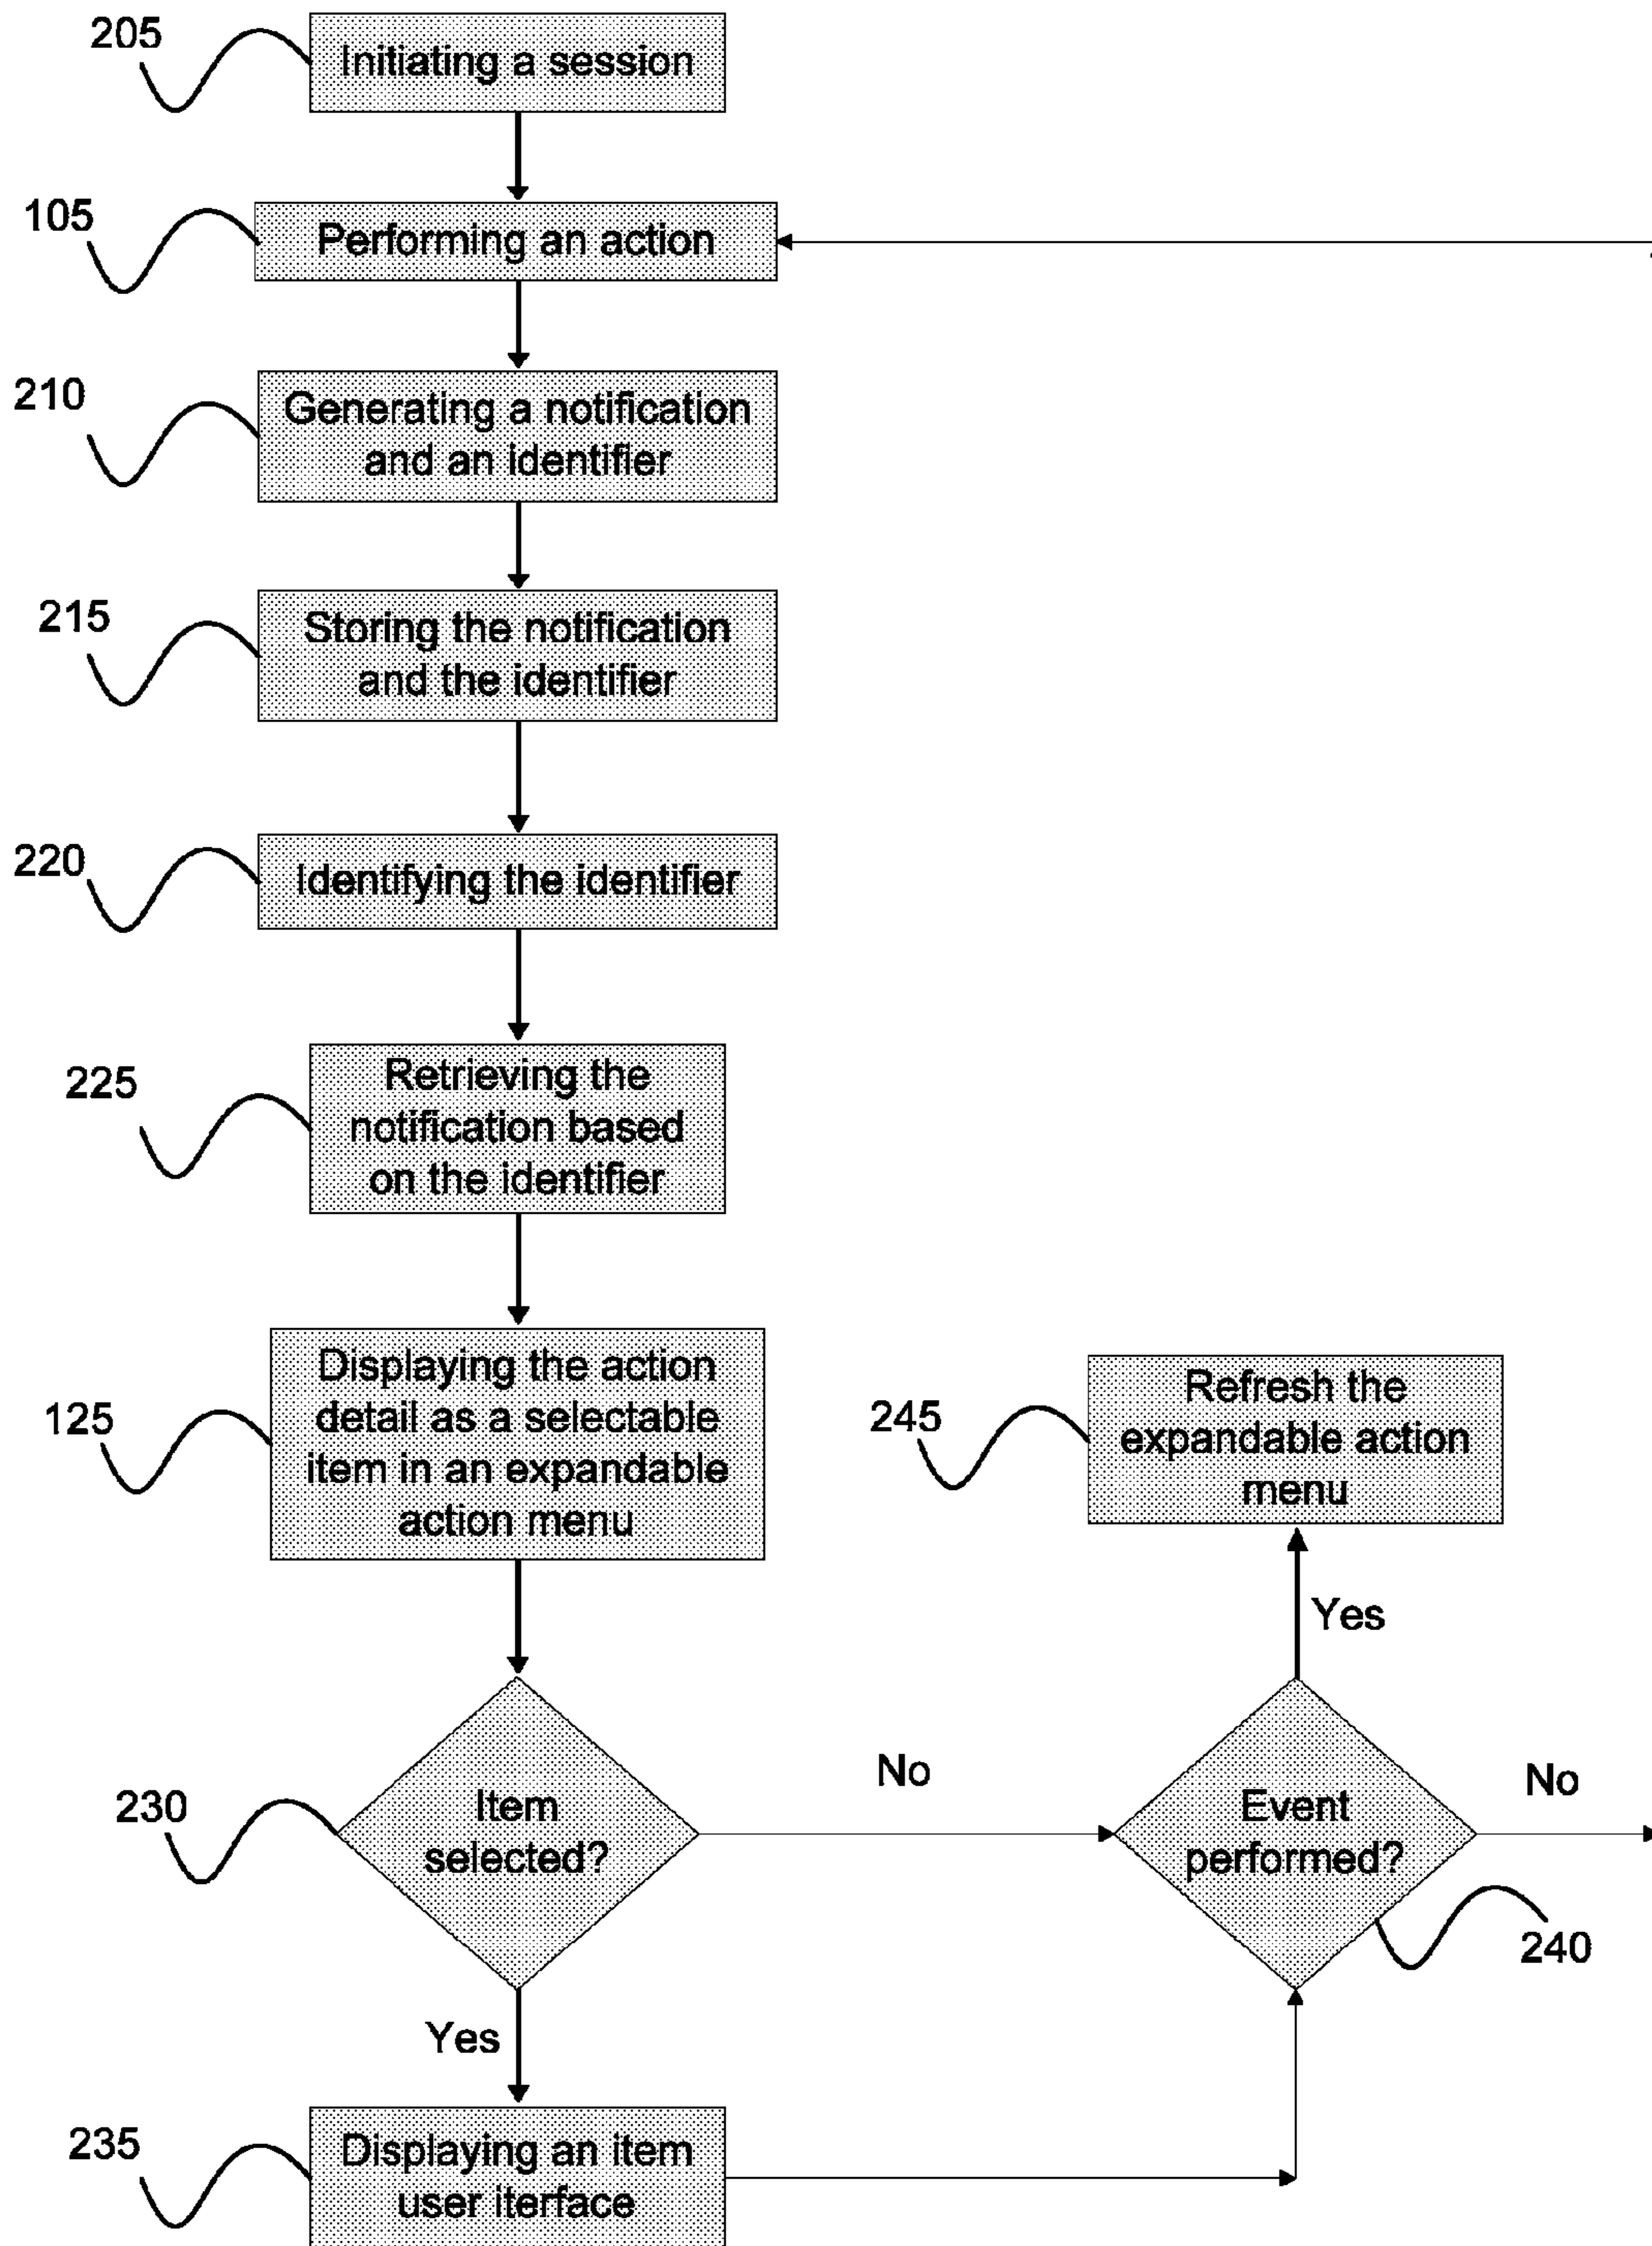 205
Initiating a session
105
Performing an action
210
Generating a notification
and an identifier
215
Storing the notification
and the identifier
220
Identifying the identifier
225
Retrieving the
notification based
on the identifier
125
Displaying the action
detail as a selectable
item in an expandable
action menu
245
Refresh the
expandable action
menu
Yes
230
Item
selected?
No
Event
performed?
No
240
Yes
235
Displaying an item
user iterface